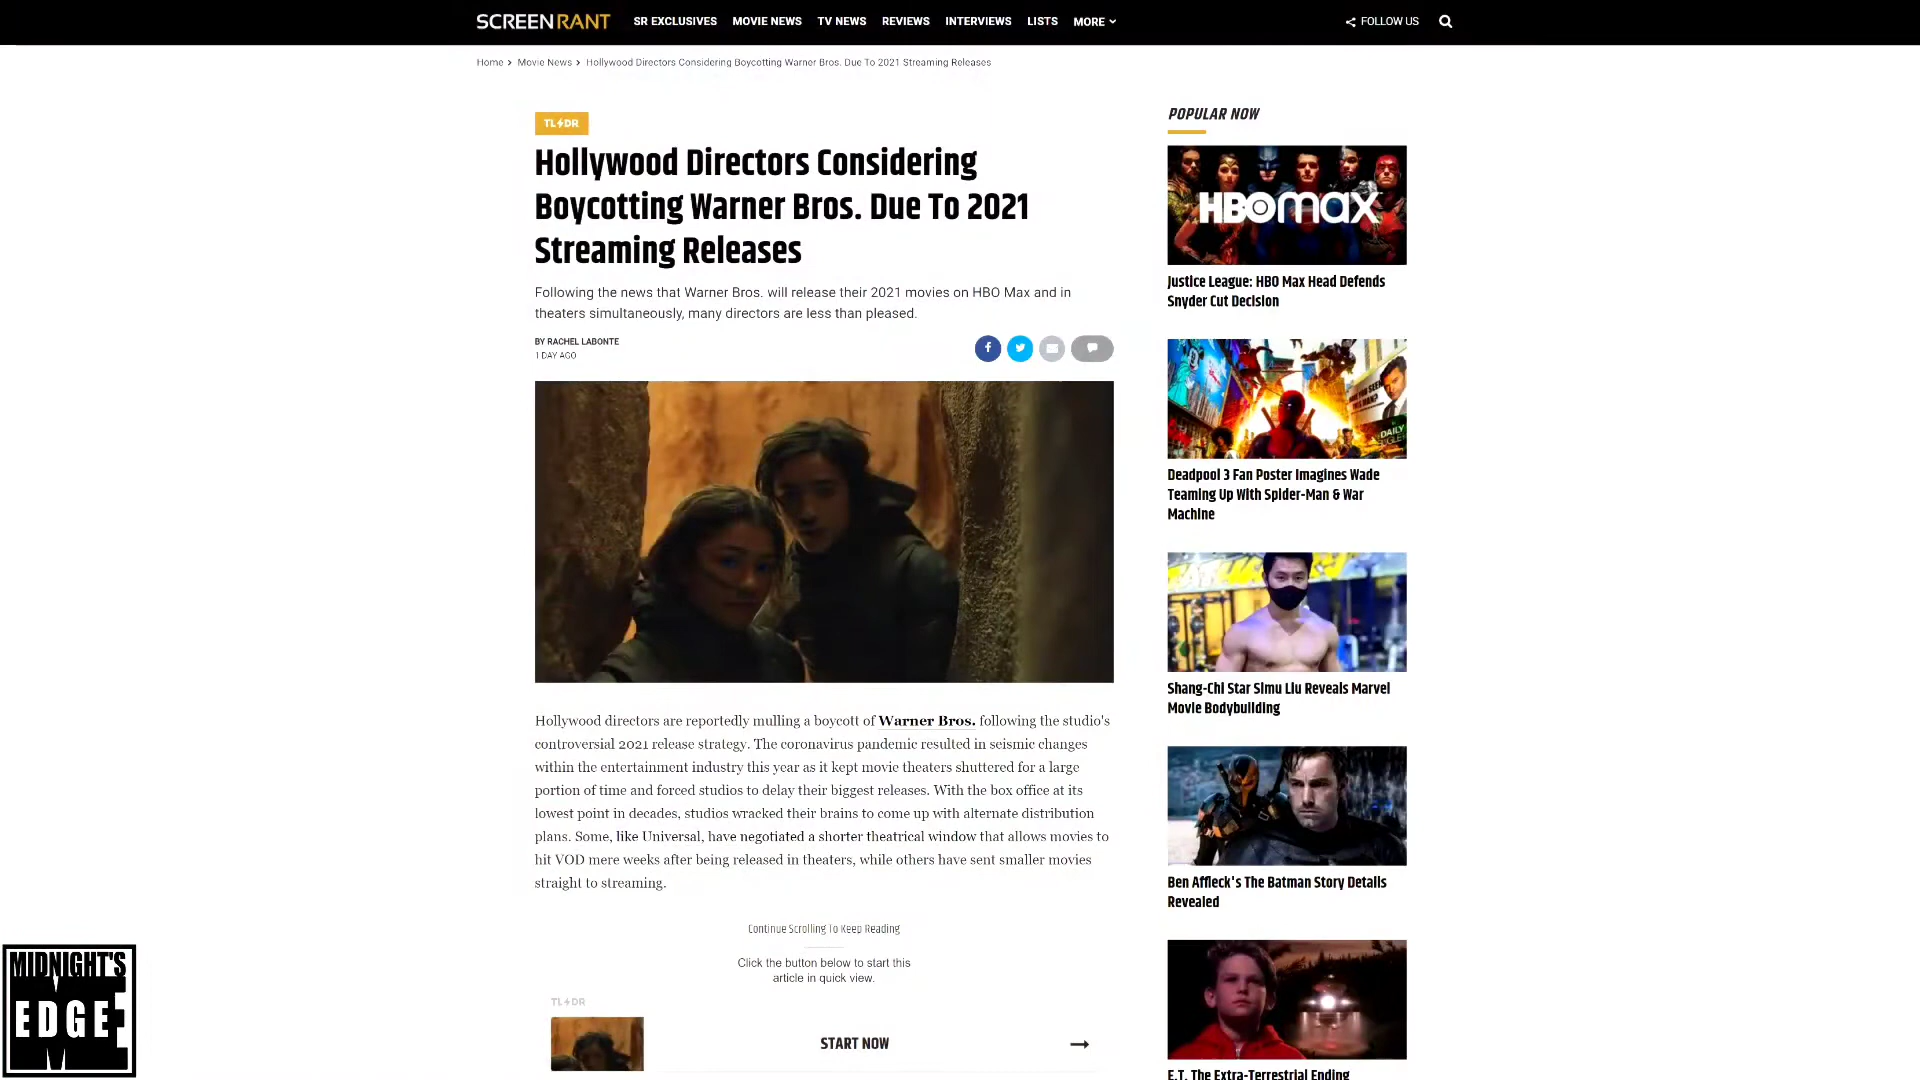 SCREENRANT SR EXCLUSIVES MOVIE NEWS TV NEWS REVIEWS INTERVIEWS LISTS MORE FOLLOW US
Home > Movie News > Hollywood Directors Considering Boycotting Warner Bros. Due To 2021 Streaming Releases
TL DR
Hollywood Directors Considering
Boycotting Warner Bros. Due To 2021
Streaming Releases
Following the news that Warner Bros. will release their 2021 movies on HBO Max and in
theaters simultaneously, many directors are less than pleased.
BY RACHEL LABONTE
1 DAY AGO
Hollywood directors are reportedly mulling a boycott of Warner Bros. following the studio's
controversial 2021 release strategy. The coronavirus pandemic resulted in seismic changes
within the entertainment industry this year as it kept movie theaters shuttered for a large
portion of time and forced studios to delay their biggest releases. With the box office at its
lowest point in decades, studios wracked their brains to come up with alternate distribution
plans. Some, like Universal, have negotiated a shorter theatrical window that allows movies to
hit VOD mere weeks after being released in theaters, while others have sent smaller movies
straight to streaming.
Continue Scrolling To Keep Reading
Click the button below to start this
article in quick view.
TL DR
START NOW
POPULAR NOW
HBOmax
Justice League: HBO Max Head Defends
Snyder Cut Decision
DAILY
Deadpool 3 Fan Poster Imagines Wade
Teaming Up With Spider-Man & War
Machine
Shang-Chi Star Simu Liu Reveals Marvel
Movie Bodybuilding
Ben Affleck's The Batman Story Details
Revealed
E.T. The Extra-Terrestrial Ending
MIDNIGHT'S
EDGE